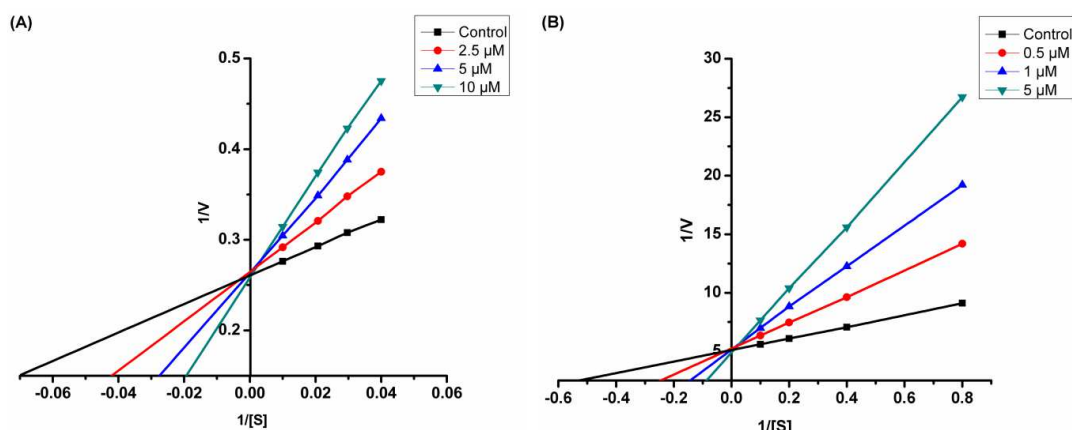 (A)
Control
2.5 μM
5 μM
10 μM
0.5
0.4
0.3
0.2
1/V
-0.06
-0.04
-0.02
0.00
0.02
0.04
0.06
1/[S]
(B)
Control
0.5 μM
1 μM
5 μM
30
25
20
15
10
5
1/V
-0.6
-0.4
-0.2
0.0
0.2
0.4
0.6
0.8
1/[S]